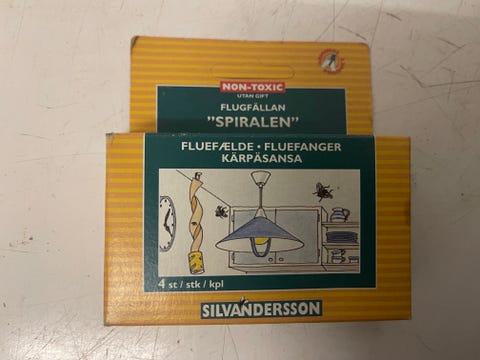 NON-TOXIC
UTAN GIFT
FLUGFÄLLAN
”SPIRALEN”
FLUEFÆLDE • FLUEFANGER
KÄRPÄSANSA
4 st / stk / kpl
SILVANDERSSON